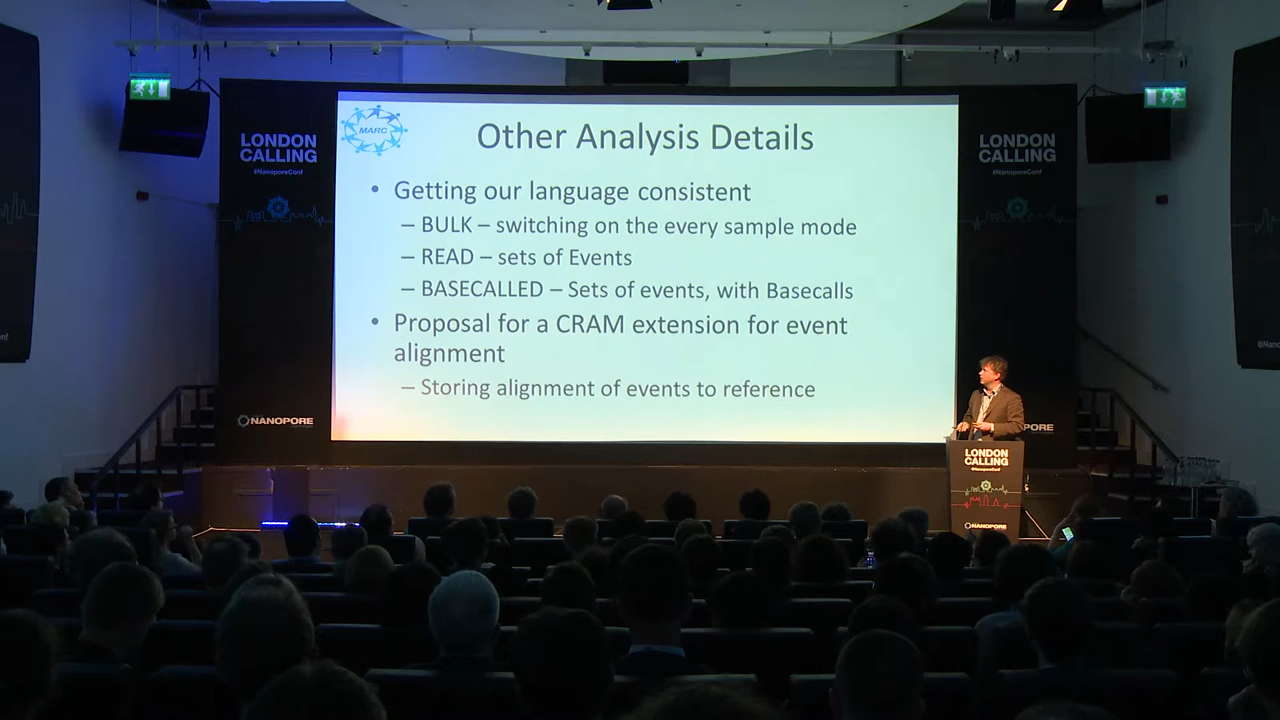 LONDON
CALLING
#NanoporeConf
NANOPORE
MARC
Other Analysis Details
• Getting our language consistent
– BULK – switching on the every sample mode
– READ – sets of Events
– BASECALLED – Sets of events, with Basecalls
• Proposal for a CRAM extension for event
alignment
– Storing alignment of events to reference
LONDON
CALLING
#NanoporeConf
PORE
LONDON
CALLING
#NanoporeConf
NANOPORE